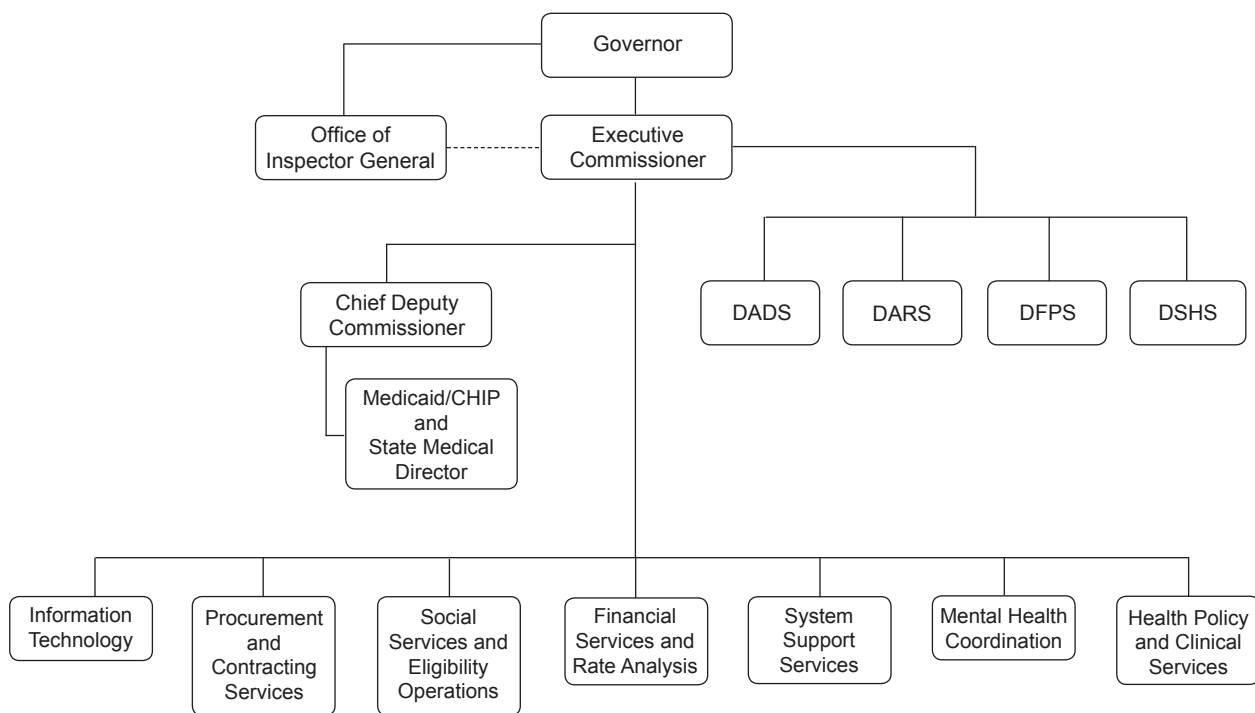 Governor
Office of
Inspector General
Executive
Commissioner
Chief Deputy
Commissioner
DADS
DARS
DFPS
DSHS
Medicaid/CHIP
and
State Medical
Director
Information
Technology
Procurement
and
Contracting
Services
Social
Services and
Eligibility
Operations
Financial
Services and
Rate Analysis
System
Support
Services
Mental Health
Coordination
Health Policy
and Clinical
Services